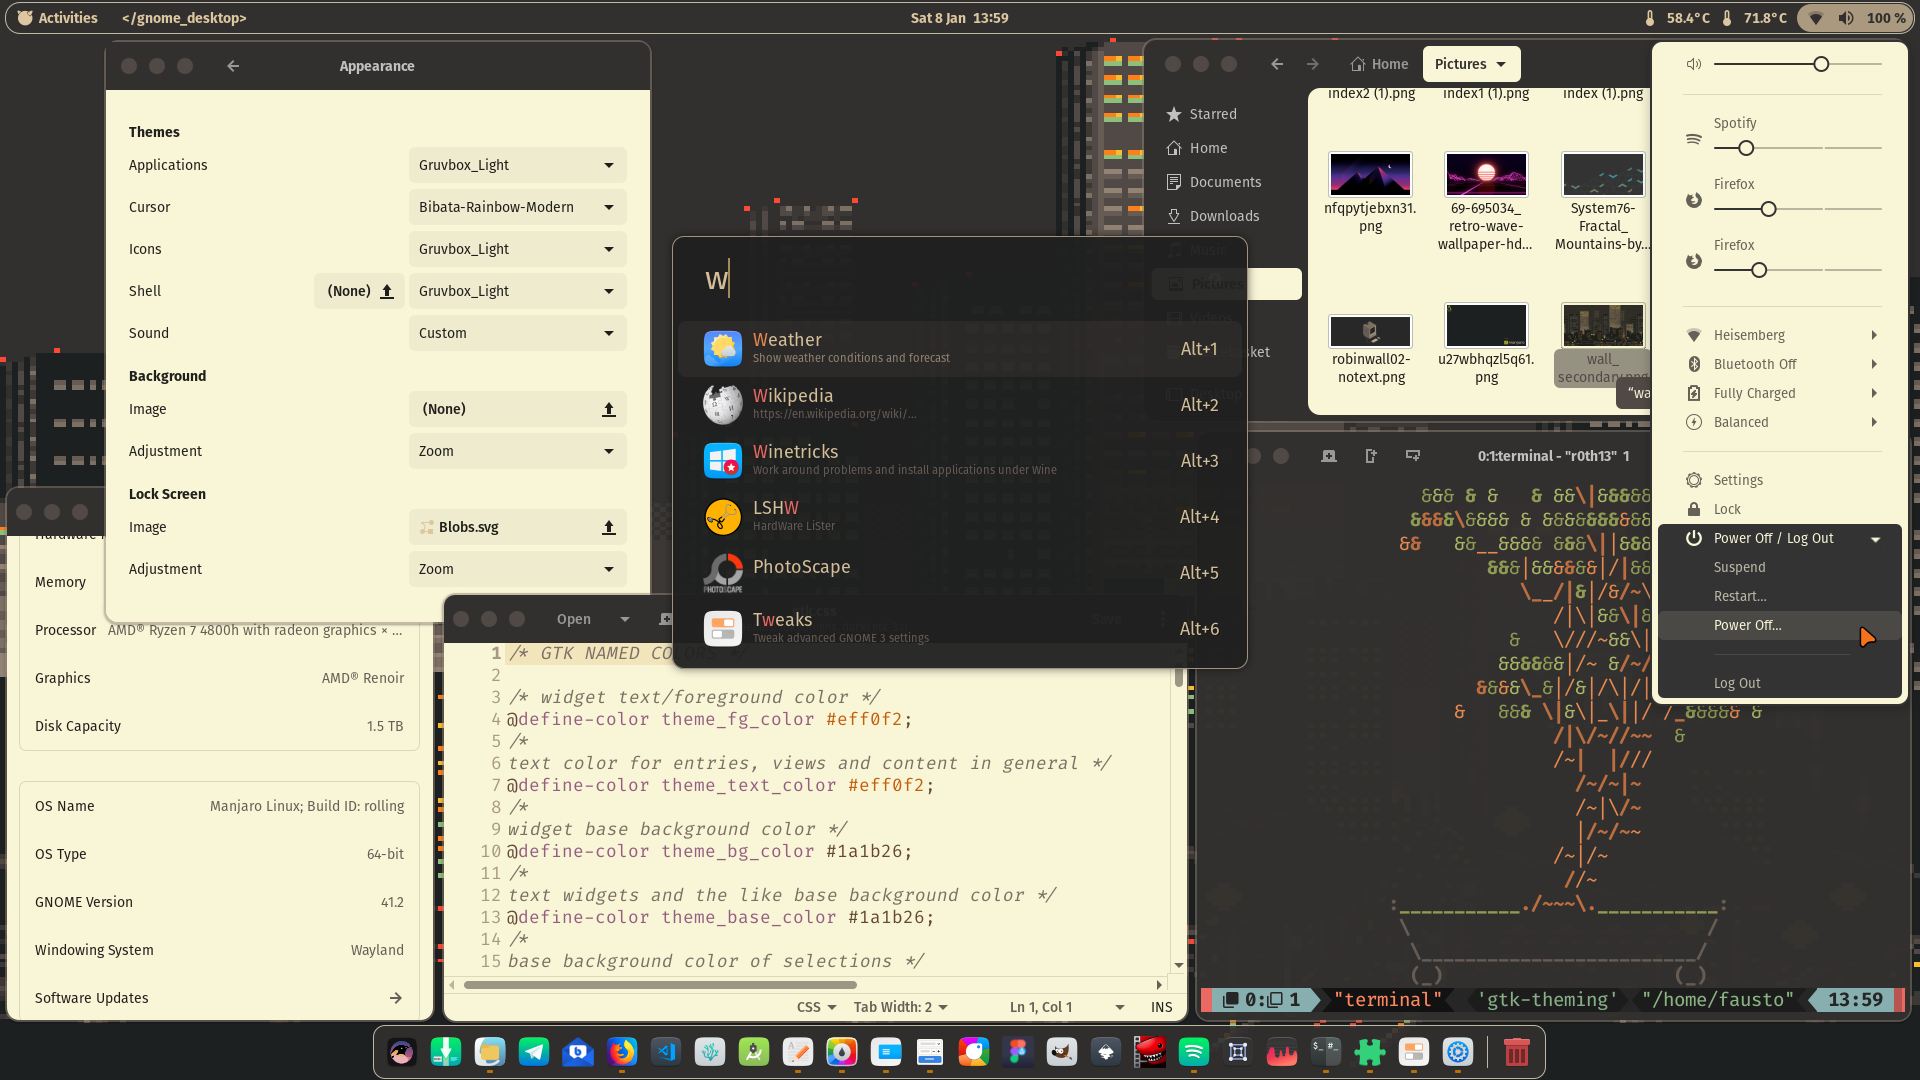 Activities
</gnome_desktop>
Sat 8 Jan 13:59
58.4°C
71.8°C
100 %
Appearance
Themes
Applications
Gruvbox_Light
Cursor
Bibata-Rainbow-Modern
Icons
Gruvbox_Light
Shell
(None)
Gruvbox_Light
Sound
Custom
Background
Image
(None)
Adjustment
Zoom
Lock Screen
Image
Blobs.svg
Adjustment
Zoom
Memory
Processor
AMD® Ryzen 7 4800h with radeon graphics × ...
Graphics
AMD® Renoir
Disk Capacity
1.5 TB
OS Name
Manjaro Linux; Build ID: rolling
OS Type
64-bit
GNOME Version
41.2
Windowing System
Wayland
Software Updates
W
Weather
Show weather conditions and forecast
Alt+1
Wikipedia
https://en.wikipedia.org/wiki/...
Alt+2
Winetricks
Work around problems and install applications under Wine
Alt+3
LSHW
HardWare LiSter
Alt+4
PhotoScape
Alt+5
Tweaks
Tweak advanced GNOME 3 settings
Alt+6
Open
Save
1 /* GTK NAMED COLORS */
2
3 /* widget text/foreground color */
4 @define-color theme_fg_color #eff0f2;
5 /*
6 text color for entries, views and content in general */
7 @define-color theme_text_color #eff0f2;
8 /*
9 widget base background color */
10 @define-color theme_bg_color #1a1b26;
11 /*
12 text widgets and the like base background color */
13 @define-color theme_base_color #1a1b26;
14 /*
15 base background color of selections */
CSS
Tab Width: 2
Ln 1, Col 1
INS
Home
Pictures
Starred
Home
Documents
Downloads
Music
Pictures
Videos
index2 (1).png
index1 (1).png
index (1).png
nfqpytjebxn31.
png
69-695034_
retro-wave-
wallpaper-hd...
System76-
Fractal_
Mountains-by...
robinwall02-
notext.png
u27wbhqzl5q61.
png
wall_
secondary.png
0:1:terminal - "r0th13" 1
0: 1
"terminal"
'gtk-theming'
"/home/fausto"
13:59
Spotify
Firefox
Firefox
Heisemberg
Bluetooth Off
Fully Charged
Balanced
Settings
Lock
Power Off / Log Out
Suspend
Restart...
Power Off...
Log Out